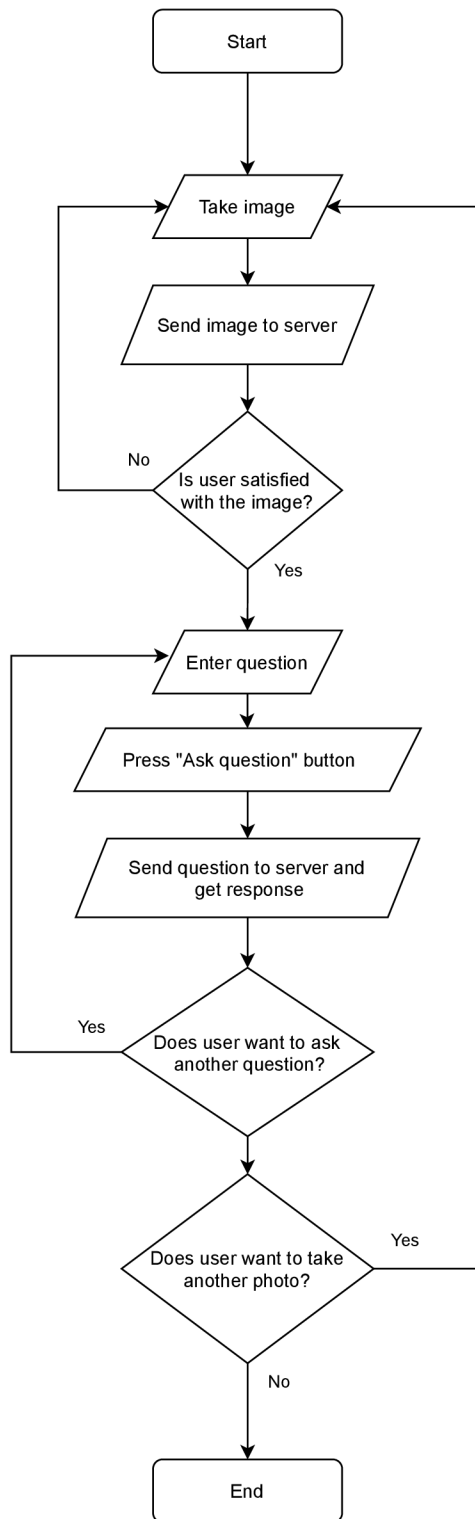 Start
Take image
Send image to server
No
Is user satisfied
with the image?
Yes
Enter question
Press "Ask question" button
Send question to server and
get response
Yes
Does user want to ask
another question?
Does user want to take
another photo?
Yes
No
End